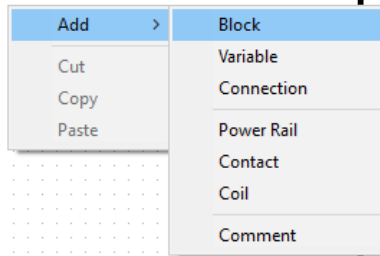 Add >
Cut
Copy
Paste
Block
Variable
Connection
Power Rail
Contact
Coil
Comment